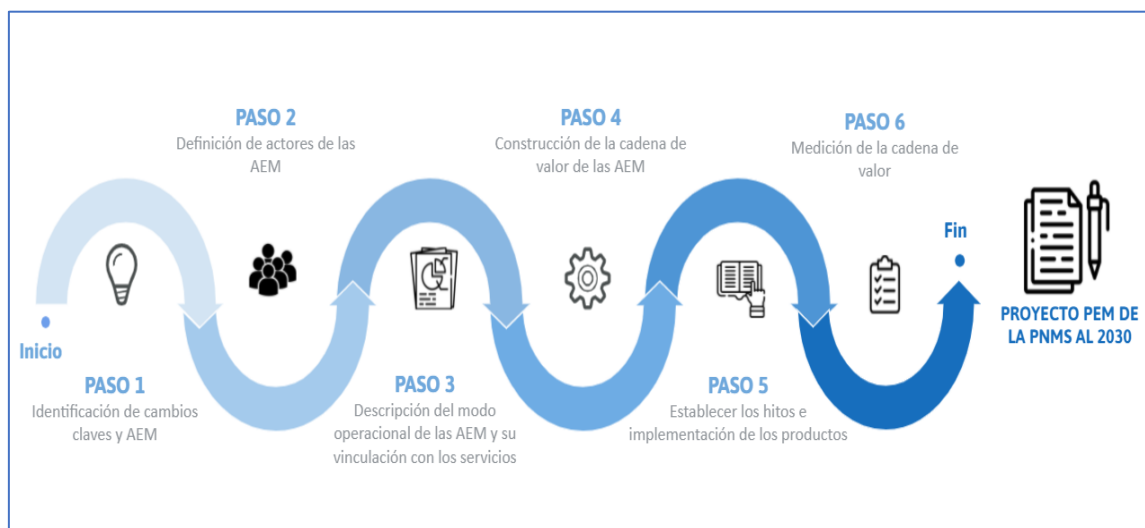 Inicio
PASO 1
Identificación de cambios
claves y AEM
PASO 2
Definición de actores de las
AEM
PASO 3
Descripción del modo
operacional de las AEM y su
vinculación con los servicios
PASO 4
Construcción de la cadena de
valor de las AEM
PASO 5
Establecer los hitos e
implementación de los productos
PASO 6
Medición de la cadena de
valor
Fin
PROYECTO PEM DE
LA PNMS AL 2030